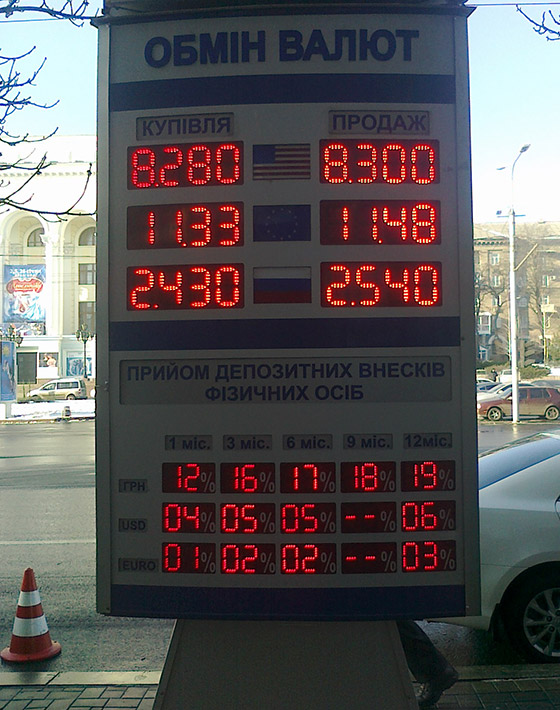 ОБМІН ВАЛЮТ
КУПІВЛЯ ПРОДАЖ
8.280 8.300
11.33 11.48
2.430 2.540
ПРИЙОМ ДЕПОЗИТНИХ ВНЕСКІВ
ФІЗИЧНИХ ОСІБ
1 міс. 3 міс. 6 міс. 9 міс. 12міс.
ГРН 12% 16% 17% 18% 19%
USD 04% 05% 05% --% 06%
EURO 01% 02% 02% --% 03%